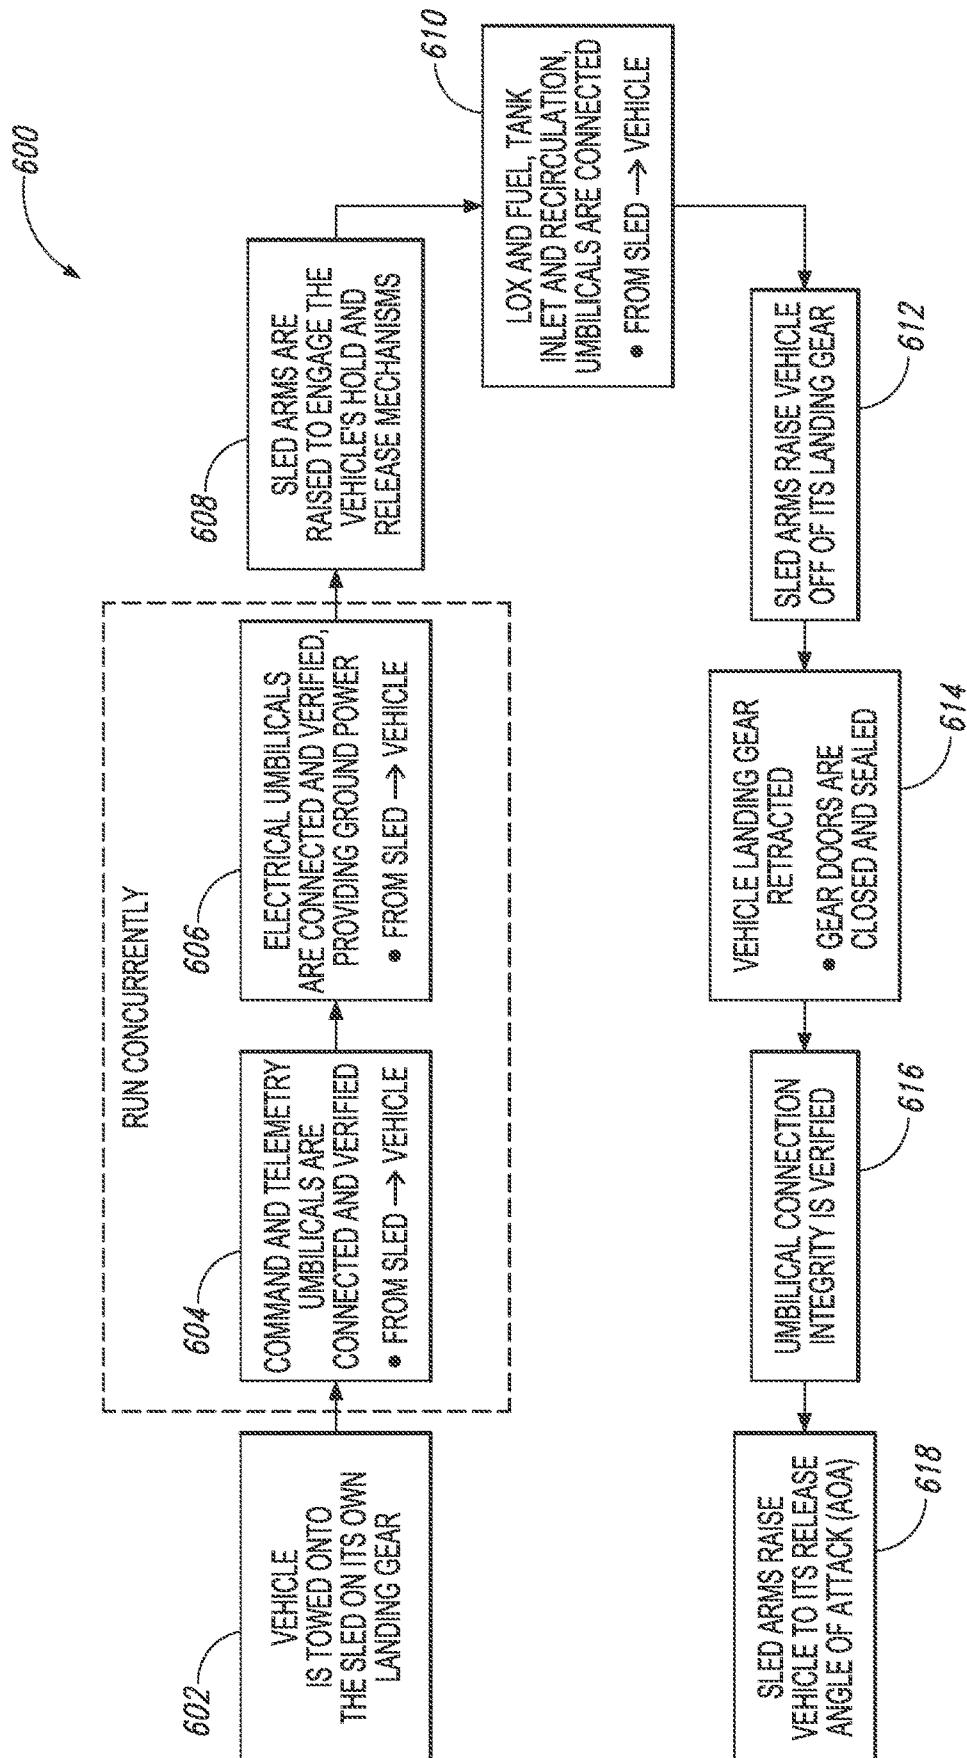 600
VEHICLE
IS TOWED ONTO
THE SLED ON ITS OWN
LANDING GEAR
602
RUN CONCURRENTLY
COMMAND AND TELEMETRY
UMBILICALS ARE
CONNECTED AND VERIFIED
• FROM SLED → VEHICLE
604
ELECTRICAL UMBILICALS
ARE CONNECTED AND VERIFIED,
PROVIDING GROUND POWER
• FROM SLED → VEHICLE
606
SLED ARMS ARE
RAISED TO ENGAGE THE
VEHICLE'S HOLD AND
RELEASE MECHANISMS
608
LOX AND FUEL, TANK
INLET AND RECIRCULATION,
UMBILICALS ARE CONNECTED
• FROM SLED → VEHICLE
610
SLED ARMS RAISE VEHICLE
OFF OF ITS LANDING GEAR
612
VEHICLE LANDING GEAR
RETRACTED
• GEAR DOORS ARE
CLOSED AND SEALED
614
UMBILICAL CONNECTION
INTEGRITY IS VERIFIED
616
SLED ARMS RAISE
VEHICLE TO ITS RELEASE
ANGLE OF ATTACK (AOA)
618